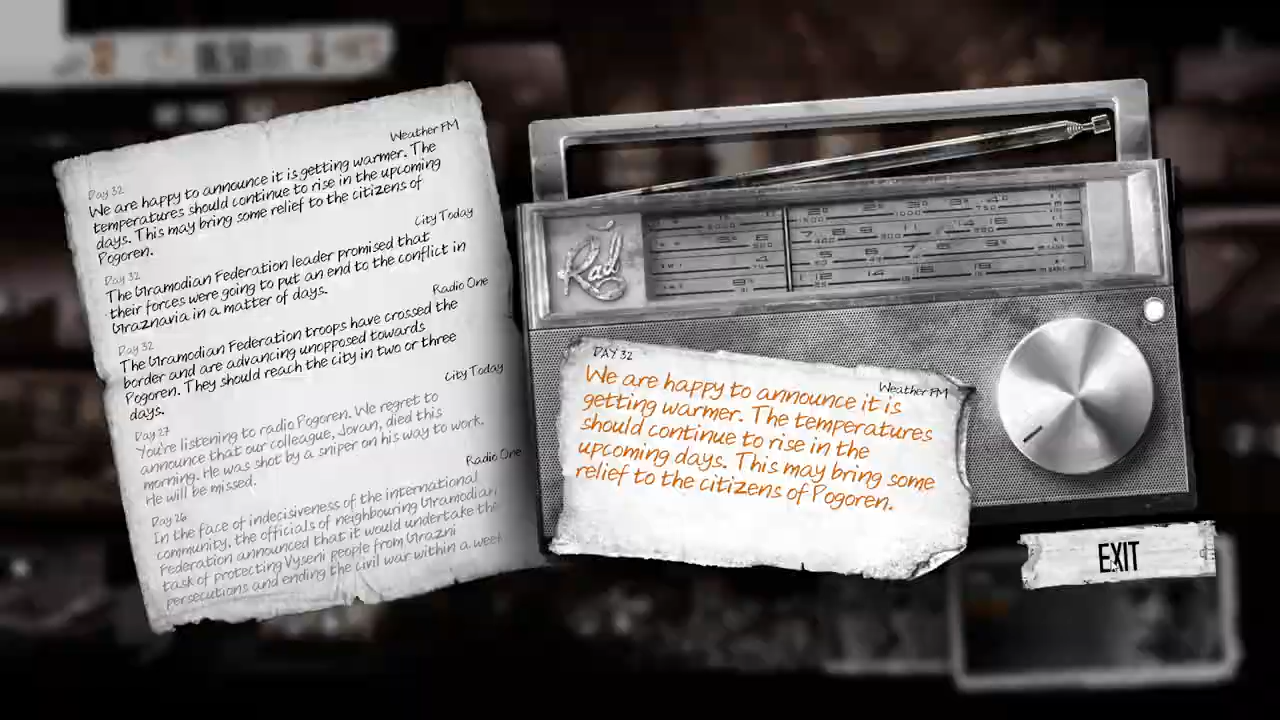 Weather FM
Day 32
We are happy to announce it is getting warmer. The
temperatures should continue to rise in the upcoming
days. This may bring some relief to the citizens of
Pogoren.
City Today
Day 32
The Gramodian Federation leader promised that
their forces were going to put an end to the conflict in
Graznavia in a matter of days.
Radio One
Day 32
The Gramodian Federation troops have crossed the
border and are advancing unopposed towards
Pogoren. They should reach the city in two or three
days.
City Today
Day 27
You're listening to radio Pogoren. We regret to
announce that our colleague, Jovan, died this
morning. He was shot by a sniper on his way to work.
He will be missed.
Radio One
Day 26
In the face of indecisiveness of the international
community, the officials of neighbouring Gramodian
Federation announced that it would undertake the
task of protecting Vyseni people from Grazni
persecutions and ending the civil war within a week
Rad
DAY 32
Weather FM
We are happy to announce it is
getting warmer. The temperatures
should continue to rise in the
upcoming days. This may bring some
relief to the citizens of Pogoren.
EXIT